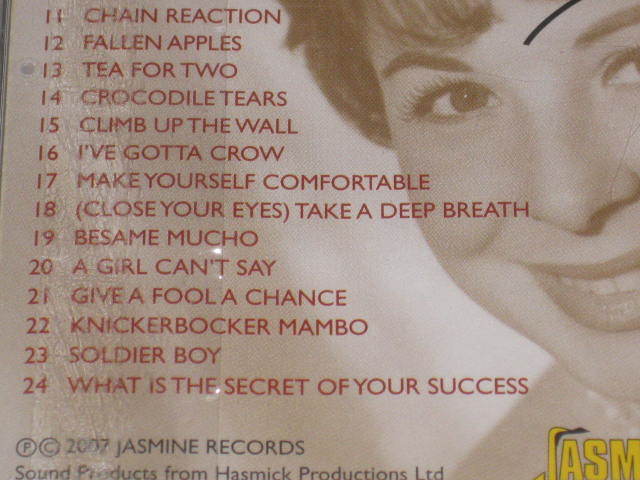 11 CHAIN REACTION
12 FALLEN APPLES
13 TEA FOR TWO
14 CROCODILE TEARS
15 CLIMB UP THE WALL
16 I'VE GOTTA CROW
17 MAKE YOURSELF COMFORTABLE
18 (CLOSE YOUR EYES) TAKE A DEEP BREATH
19 BESAME MUCHO
20 A GIRL CAN'T SAY
21 GIVE A FOOL A CHANCE
22 KNICKERBOCKER MAMBO
23 SOLDIER BOY
24 WHAT IS THE SECRET OF YOUR SUCCESS
℗© 2007 JASMINE RECORDS
Sound Products from Hasmick Productions Ltd
JASM